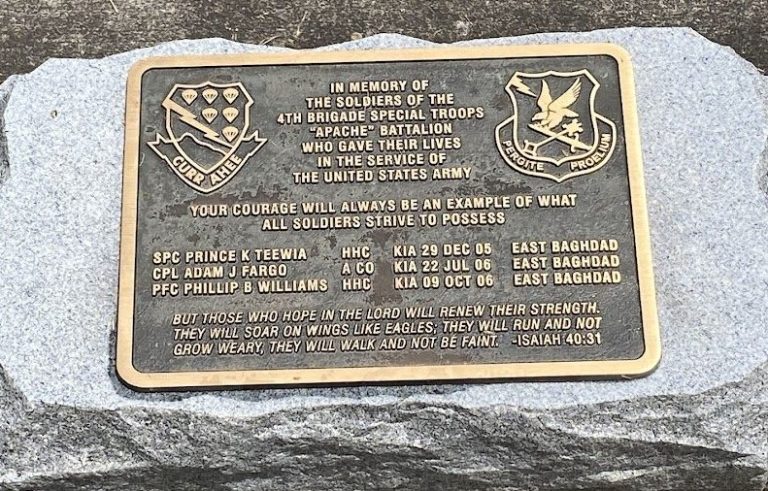 CURR AHEE
IN MEMORY OF
THE SOLDIERS OF THE
4TH BRIGADE SPECIAL TROOPS
"APACHE" BATTALION
WHO GAVE THEIR LIVES
IN THE SERVICE OF
THE UNITED STATES ARMY
PERGITE PROELIUM
YOUR COURAGE WILL ALWAYS BE AN EXAMPLE OF WHAT
ALL SOLDIERS STRIVE TO POSSESS
SPC PRINCE K TEEWIA HHC KIA 29 DEC 05 EAST BAGHDAD
CPL ADAM J FARGO A CO KIA 22 JUL 06 EAST BAGHDAD
PFC PHILLIP B WILLIAMS HHC KIA 09 OCT 06 EAST BAGHDAD
BUT THOSE WHO HOPE IN THE LORD WILL RENEW THEIR STRENGTH.
THEY WILL SOAR ON WINGS LIKE EAGLES; THEY WILL RUN AND NOT
GROW WEARY, THEY WILL WALK AND NOT BE FAINT. -ISAIAH 40:31